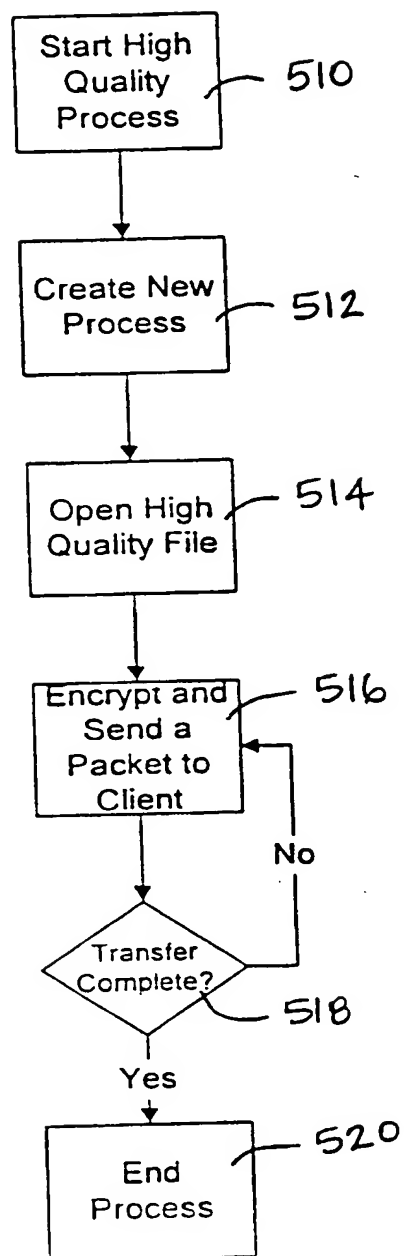 Start High
Quality
Process
510
Create New
Process
512
Open High
Quality File
514
Encrypt and
Send a
Packet to
Client
516
No
Transfer
Complete?
518
Yes
End
Process
520